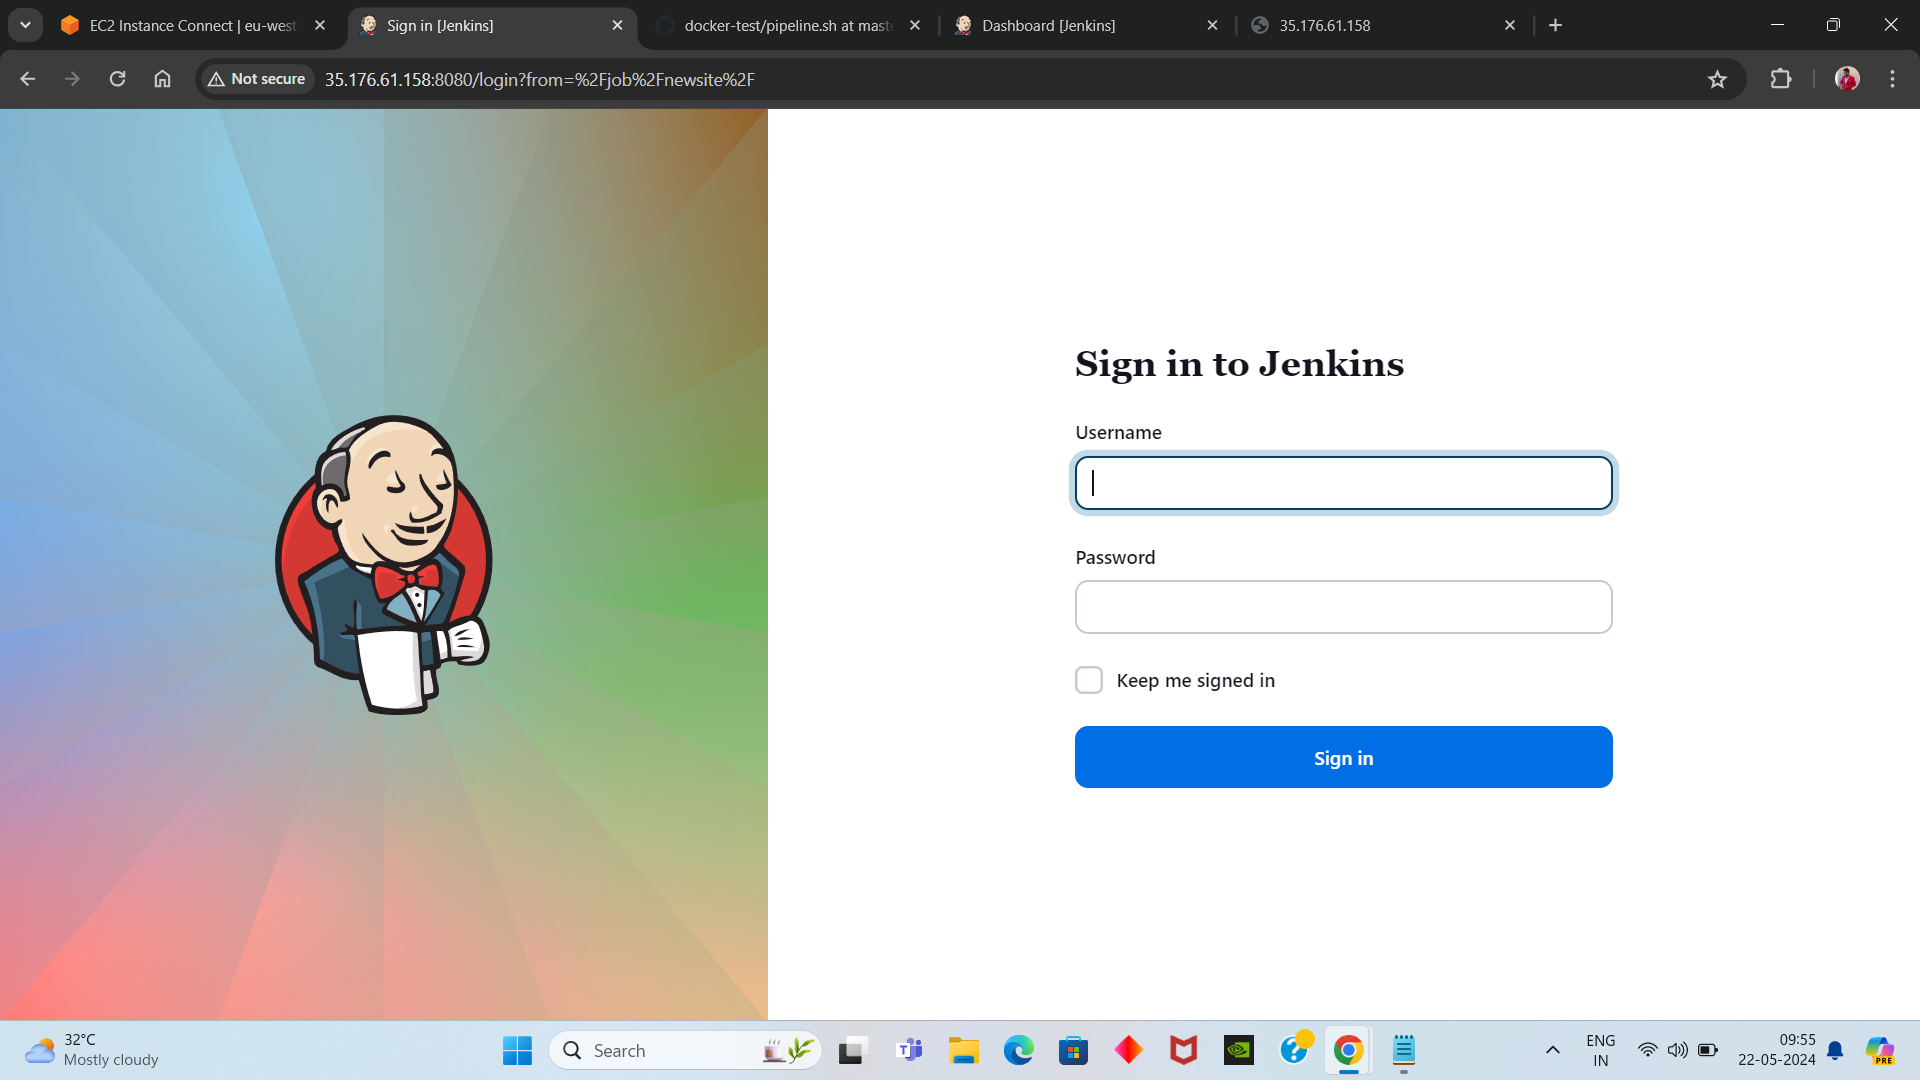 EC2 Instance Connect | eu-west
Sign in [Jenkins]
docker-test/pipeline.sh at maste
Dashboard [Jenkins]
35.176.61.158
Not secure
35.176.61.158:8080/login?from=%2Fjob%2Fnewsite%2F
Sign in to Jenkins
Username
Password
Keep me signed in
Sign in
32°C
Mostly cloudy
Search
ENG
IN
09:55
22-05-2024
PRE